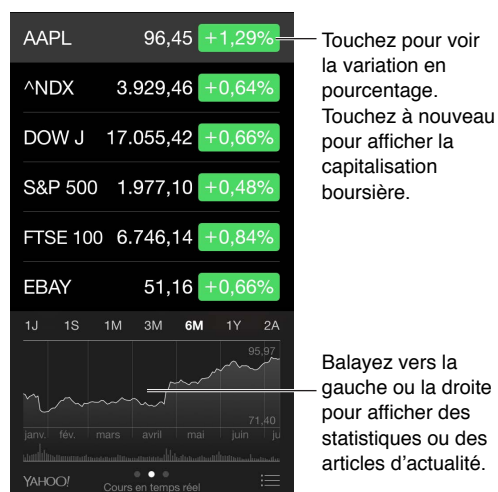 AAPL 96,45 +1,29%
^NDX 3.929,46 +0,64%
DOW J 17.055,42 +0,66%
S&P 500 1.977,10 +0,48%
FTSE 100 6.746,14 +0,84%
EBAY 51,16 +0,66%
1J 1S 1M 3M 6M 1Y 2A
95,97
71,40
janv. fév. mars avril mai juin ju
YAHOO!
Cours en temps réel
Touchez pour voir
la variation en
pourcentage.
Touchez à nouveau
pour afficher la
capitalisation
boursière.
Balayez vers la
gauche ou la droite
pour afficher des
statistiques ou des
articles d’actualité.